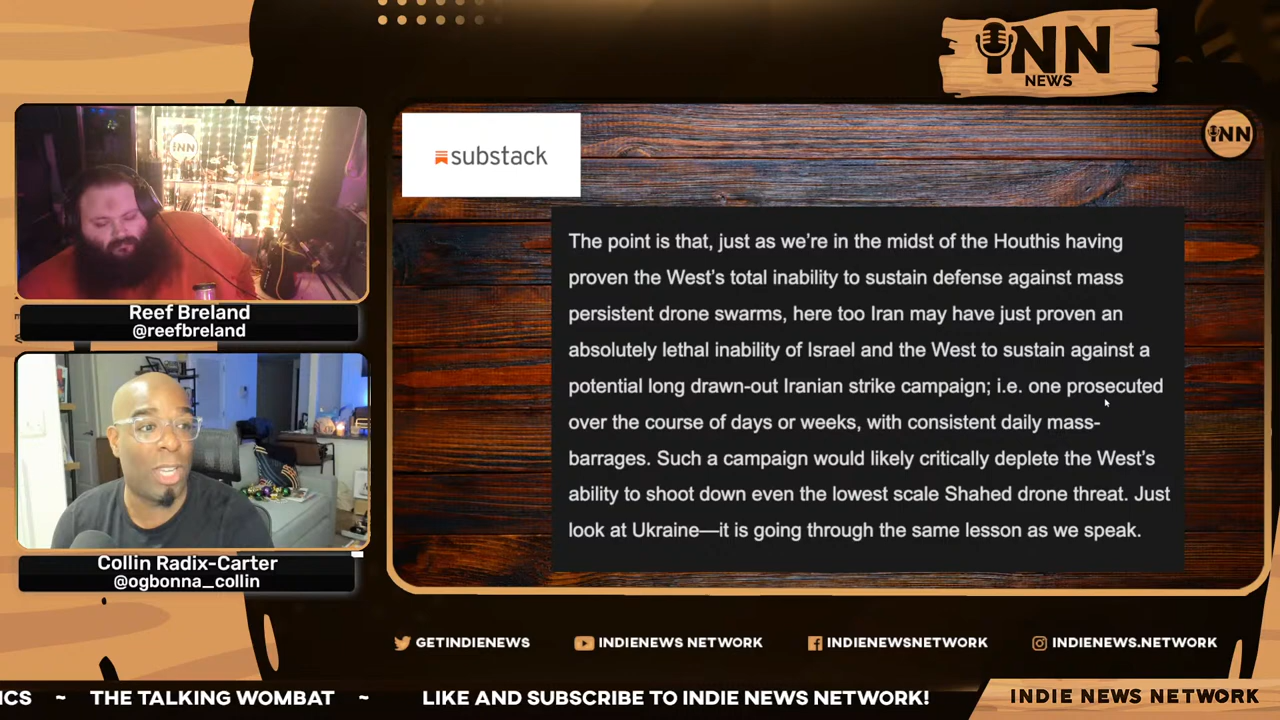 INN
NEWS
INN
substack
INN
Reef Breland
@reefbreland
Collin Radix-Carter
@ogbonna_collin
The point is that, just as we're in the midst of the Houthis having
proven the West's total inability to sustain defense against mass
persistent drone swarms, here too Iran may have just proven an
absolutely lethal inability of Israel and the West to sustain against a
potential long drawn-out Iranian strike campaign; i.e. one prosecuted
over the course of days or weeks, with consistent daily mass-
barrages. Such a campaign would likely critically deplete the West's
ability to shoot down even the lowest scale Shahed drone threat. Just
look at Ukraine—it is going through the same lesson as we speak.
GETINDIENEWS
INDIENEWS NETWORK
INDIENEWSNETWORK
INDIENEWS.NETWORK
ICS ~ THE TALKING WOMBAT ~ LIKE AND SUBSCRIBE TO INDIE NEWS NETWORK!
INDIE NEWS NETWORK